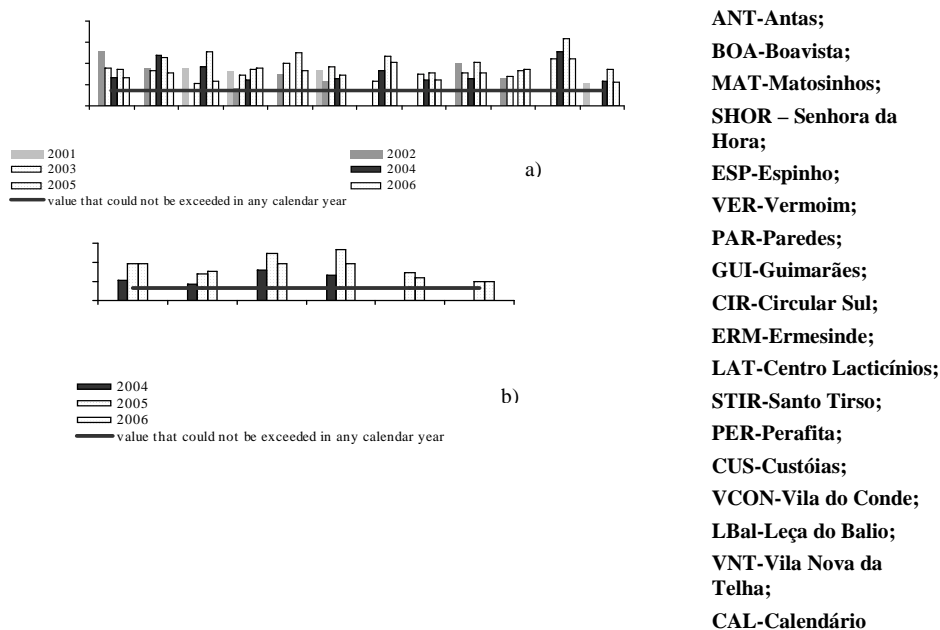 2001
2002
2003
2004
2005
2006
value that could not be exceeded in any calendar year
a)
2004
2005
2006
value that could not be exceeded in any calendar year
b)
ANT-Antas;
BOA-Boavista;
MAT-Matosinhos;
SHOR – Senhora da
Hora;
ESP-Espinho;
VER-Vermoim;
PAR-Paredes;
GUI-Guimarães;
CIR-Circular Sul;
ERM-Ermesinde;
LAT-Centro Lacticínios;
STIR-Santo Tirso;
PER-Perafita;
CUS-Custóias;
VCON-Vila do Conde;
LBal-Leça do Balio;
VNT-Vila Nova da
Telha;
CAL-Calendário